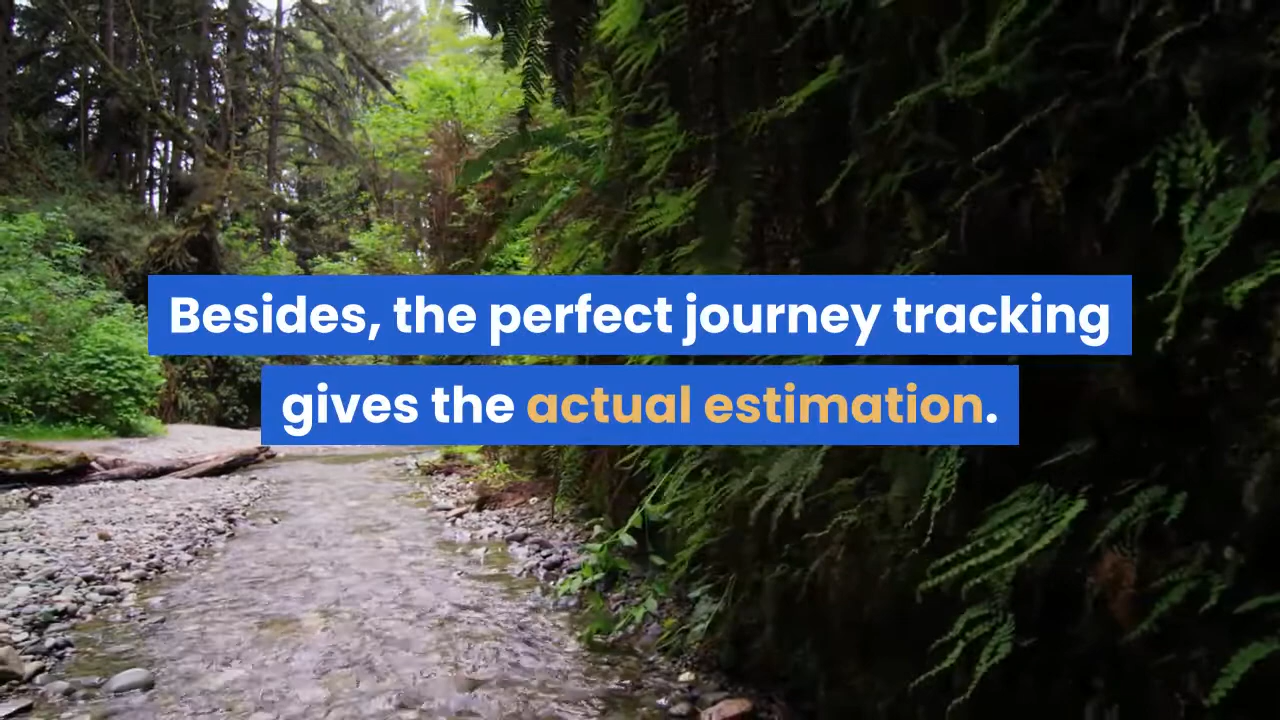 Besides, the perfect journey tracking
gives the actual estimation.